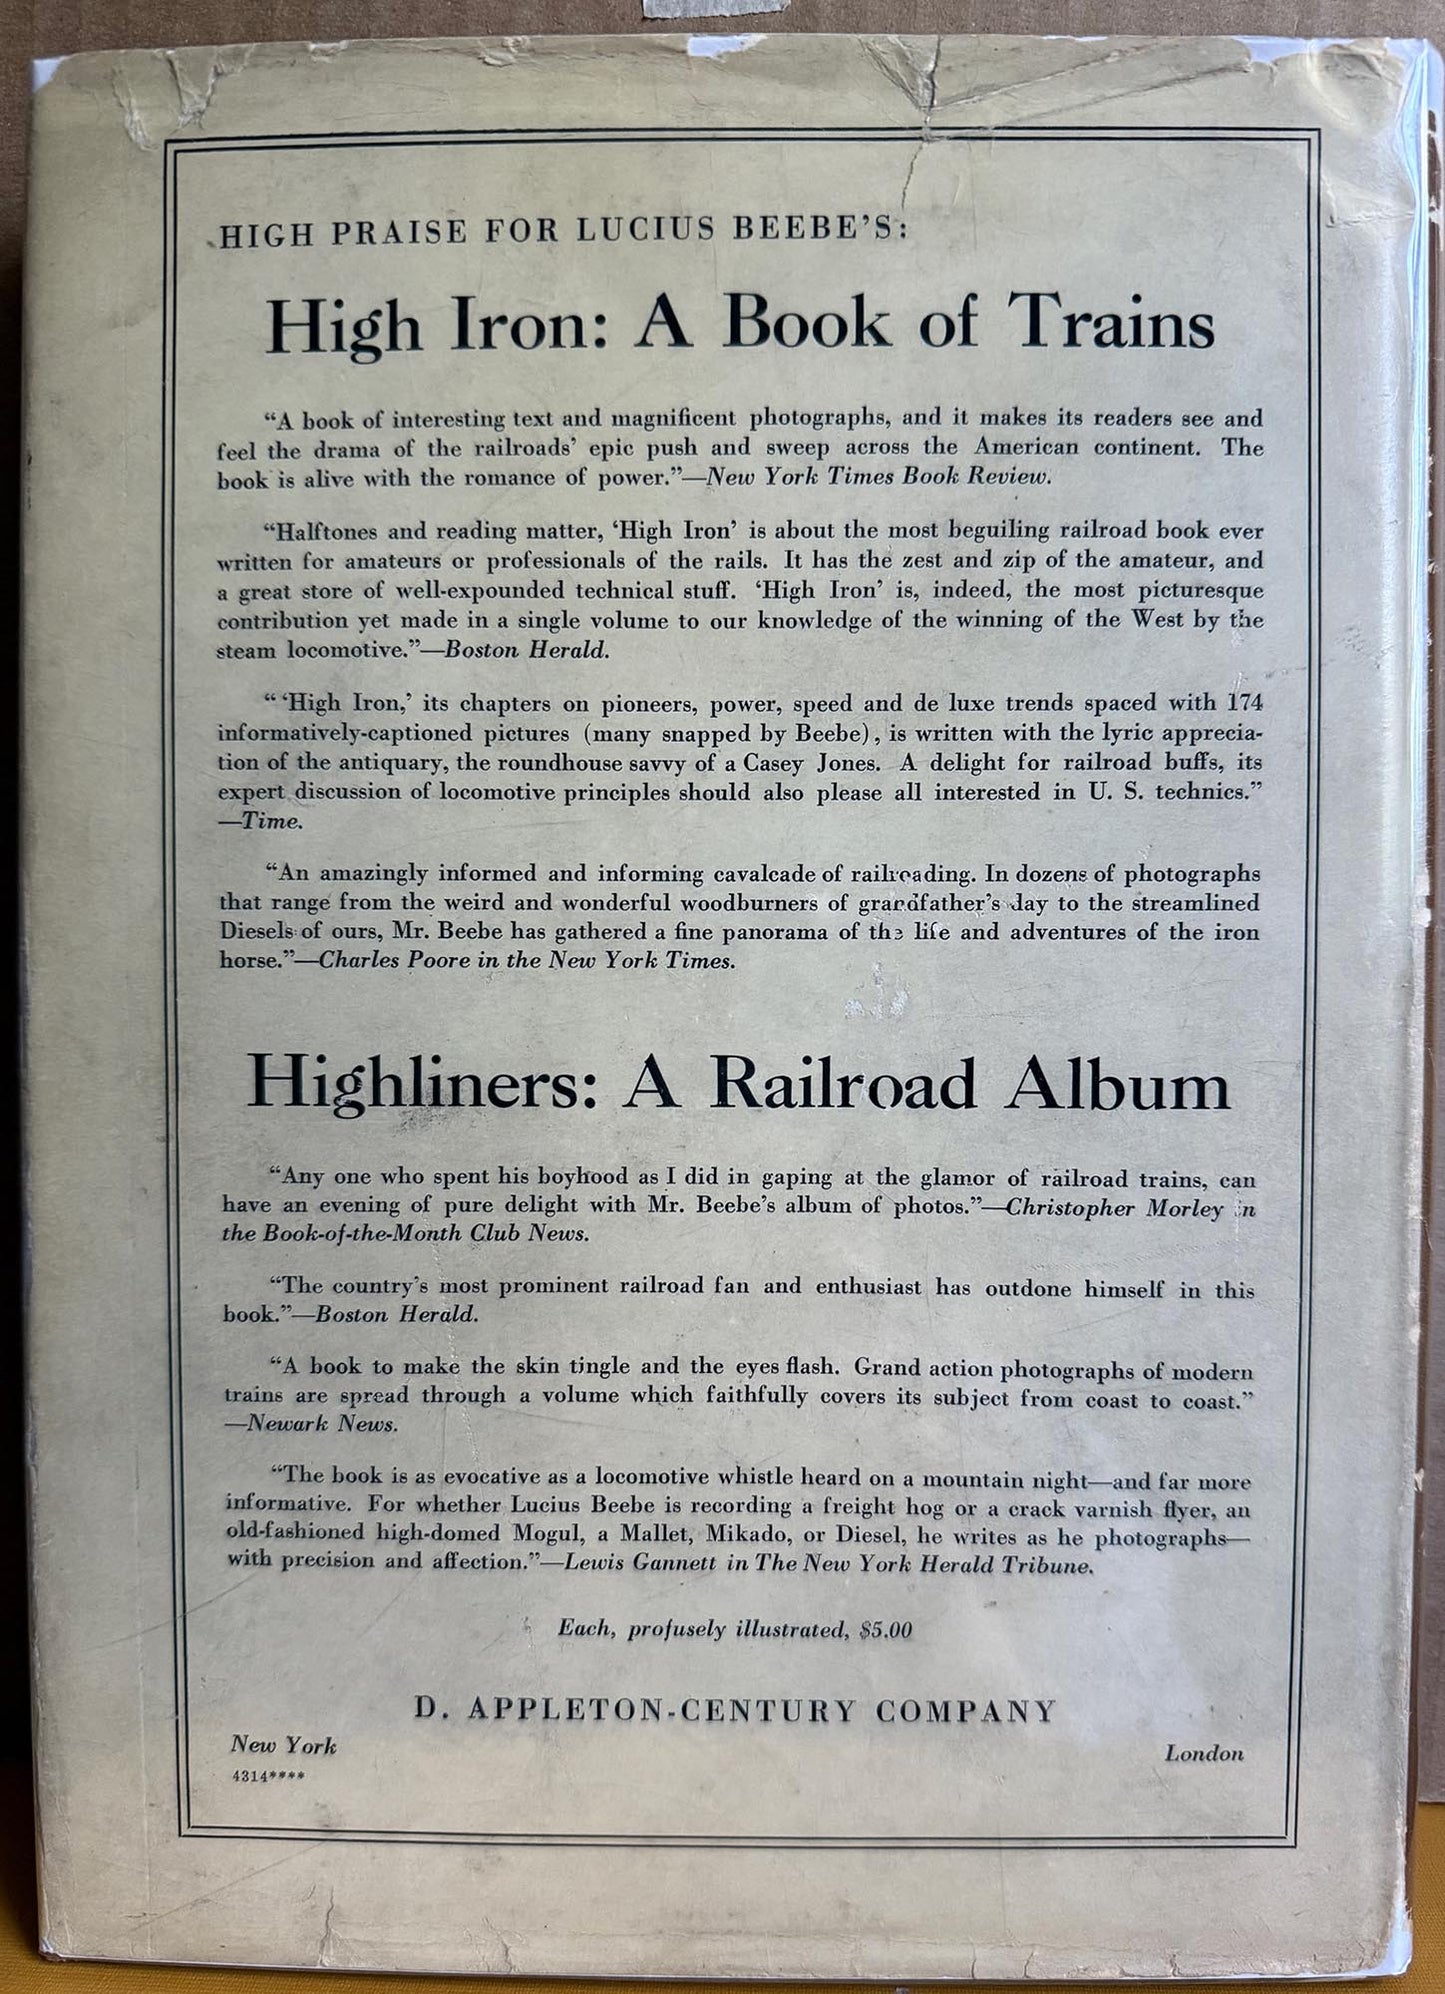 HIGH PRAISE FOR LUCIUS BEEBE'S:
High Iron: A Book of Trains
“A book of interesting text and magnificent photographs, and it makes its readers see and
feel the drama of the railroads’ epic push and sweep across the American continent. The
book is alive with the romance of power.”—New York Times Book Review.
“Halftones and reading matter, ‘High Iron’ is about the most beguiling railroad book ever
written for amateurs or professionals of the rails. It has the zest and zip of the amateur, and
a great store of well-expounded technical stuff. ‘High Iron’ is, indeed, the most picturesque
contribution yet made in a single volume to our knowledge of the winning of the West by the
steam locomotive.”—Boston Herald.
“ ‘High Iron,’ its chapters on pioneers, power, speed and de luxe trends spaced with 174
informatively-captioned pictures (many snapped by Beebe), is written with the lyric apprecia-
tion of the antiquary, the roundhouse savvy of a Casey Jones. A delight for railroad buffs, its
expert discussion of locomotive principles should also please all interested in U. S. technics.”
—Time.
“An amazingly informed and informing cavalcade of railroading. In dozens of photographs
that range from the weird and wonderful woodburners of grandfather’s day to the streamlined
Diesels of ours, Mr. Beebe has gathered a fine panorama of the life and adventures of the iron
horse.”—Charles Poore in the New York Times.
Highliners: A Railroad Album
“Any one who spent his boyhood as I did in gaping at the glamor of railroad trains, can
have an evening of pure delight with Mr. Beebe’s album of photos.”—Christopher Morley in
the Book-of-the-Month Club News.
“The country’s most prominent railroad fan and enthusiast has outdone himself in this
book.”—Boston Herald.
“A book to make the skin tingle and the eyes flash. Grand action photographs of modern
trains are spread through a volume which faithfully covers its subject from coast to coast.”
—Newark News.
“The book is as evocative as a locomotive whistle heard on a mountain night—and far more
informative. For whether Lucius Beebe is recording a freight hog or a crack varnish flyer, an
old-fashioned high-domed Mogul, a Mallet, Mikado, or Diesel, he writes as he photographs—
with precision and affection.”—Lewis Gannett in The New York Herald Tribune.
Each, profusely illustrated, $5.00
D. APPLETON-CENTURY COMPANY
New York London
4314****